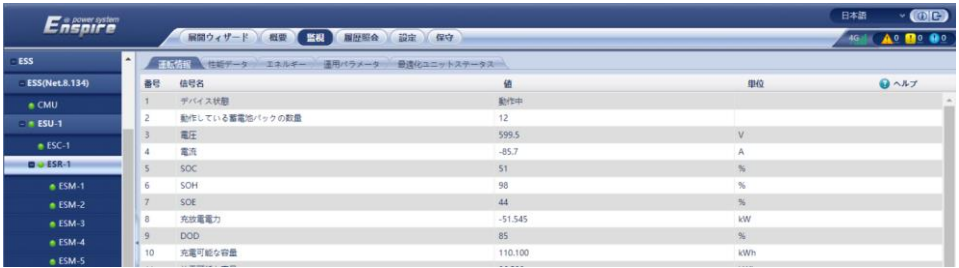 e power system
Enspire
日本語
展開ウィザード 概要 監視 履歴照会 設定 保守
4G 0 0 0
ESS
ESS(Net.8.134)
CMU
ESU-1
ESC-1
ESR-1
ESM-1
ESM-2
ESM-3
ESM-4
ESM-5
運転情報 性能データ エネルギー 運用パラメータ 最適化ユニットステータス
番号 信号名 値 単位 ヘルプ
1 デバイス状態 動作中
2 動作している蓄電池パックの数量 12
3 電圧 599.5 V
4 電流 -85.7 A
5 SOC 51 %
6 SOH 98 %
7 SOE 44 %
8 充放電電力 -51.545 kW
9 DOD 85 %
10 充電可能な容量 110.100 kWh